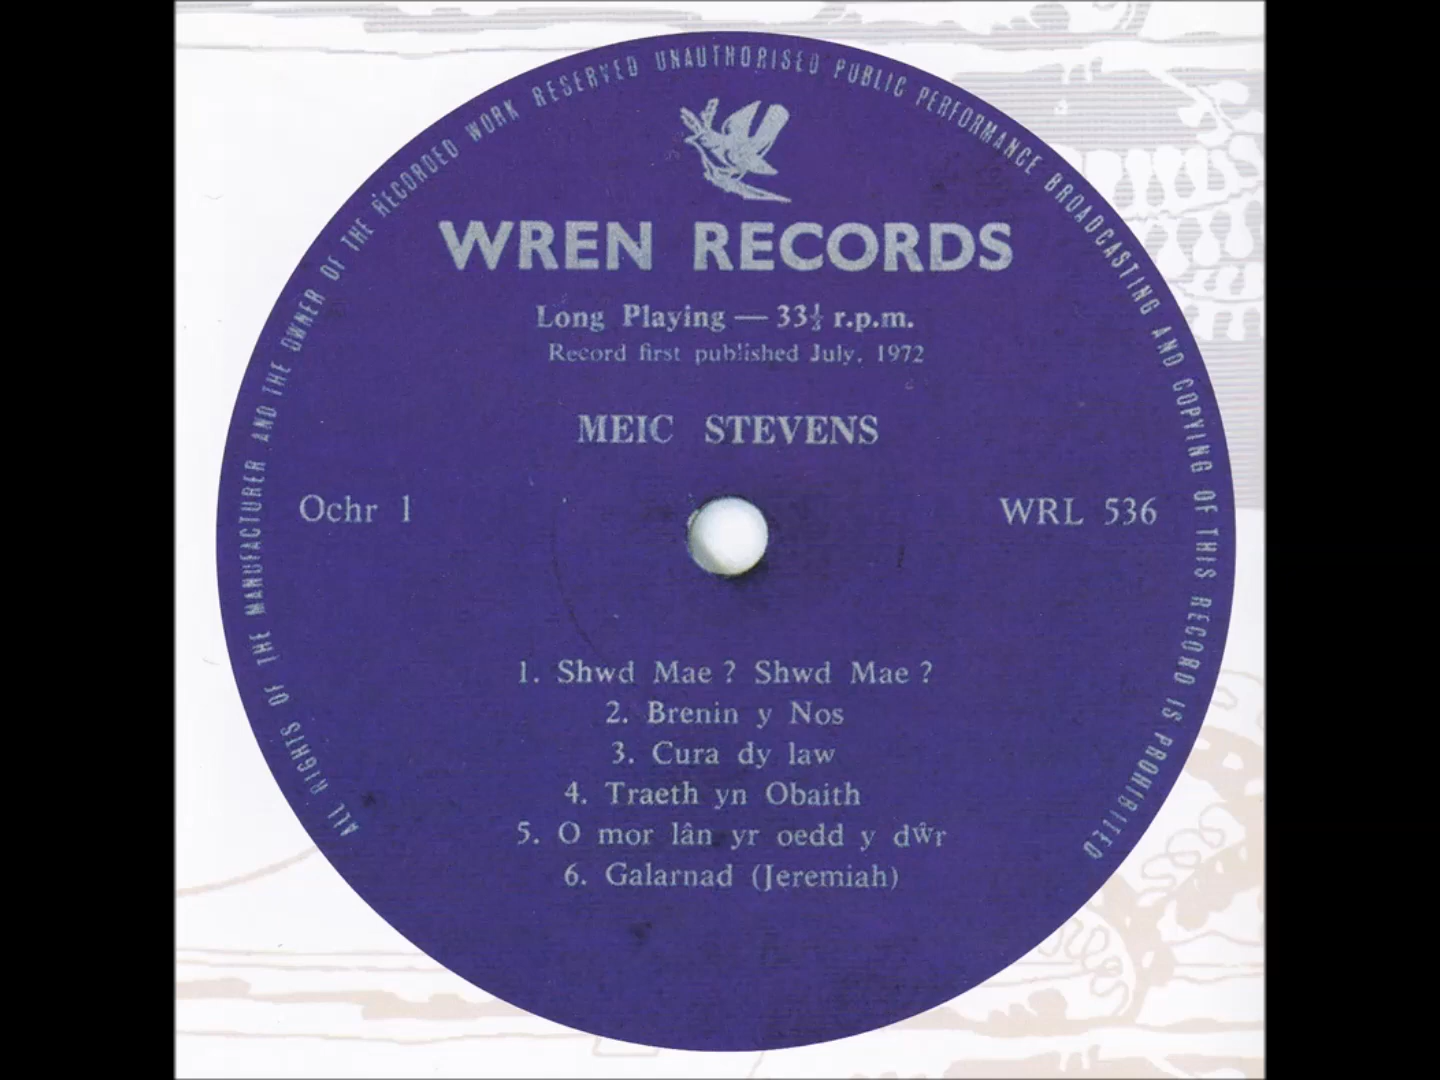 ALL RIGHTS OF THE MANUFACTURER AND THE OWNER OF THE RECORDED WORK RESERVED UNAUTHORISED PUBLIC PERFORMANCE BROADCASTING AND COPYING OF THIS RECORD IS PROHIBITED
WREN RECORDS
Long Playing — 33⅓ r.p.m.
Record first published July, 1972
MEIC STEVENS
Ochr 1
WRL 536
1. Shwd Mae ? Shwd Mae ?
2. Brenin y Nos
3. Cura dy law
4. Traeth yn Obaith
5. O mor lân yr oedd y dŵr
6. Galarnad (Jeremiah)